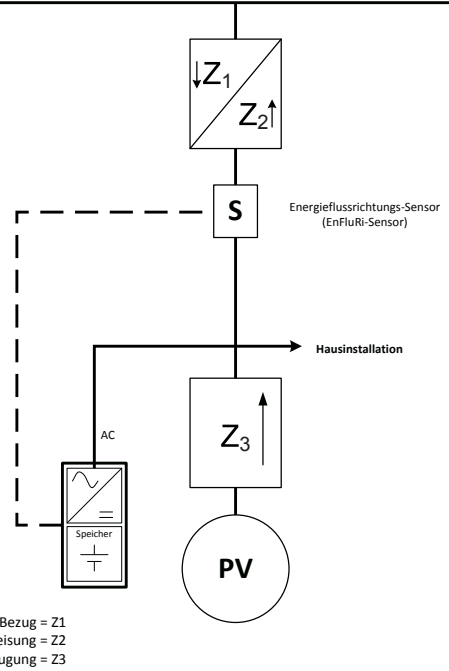 Z1
Z2
S
Energieflussrichtungs-Sensor
(EnFluRi-Sensor)
Hausinstallation
AC
Z3
Speicher
PV
Bezug = Z1
eisung = Z2
ugung = Z3